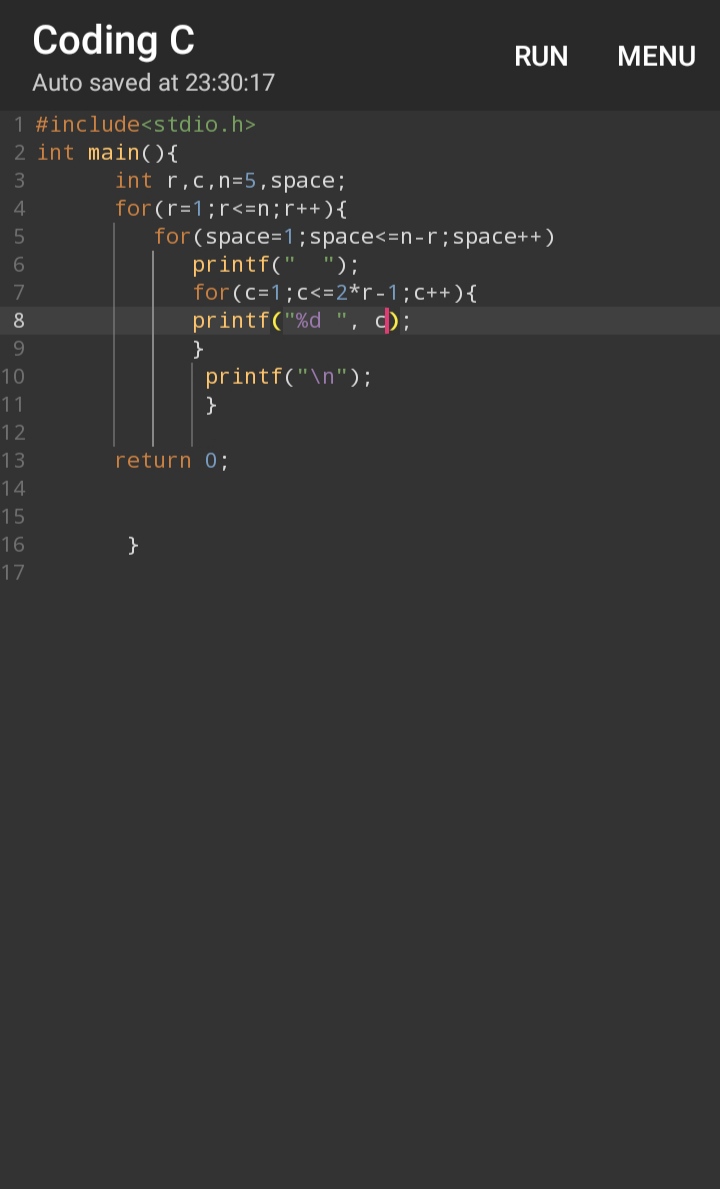 Coding C
Auto saved at 23:30:17
RUN MENU
1 #include<stdio.h>
2 int main(){
3 int r,c,n=5,space;
4 for(r=1;r<=n;r++){
5 for(space=1;space<=n-r;space++)
6 printf("  ");
7 for(c=1;c<=2*r-1;c++){
8 printf("%d ", c);
9 }
10 printf("\n");
11 }
12
13 return 0;
14
15
16 }
17